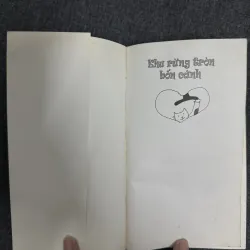 Khu rừng tròn
bốn cánh